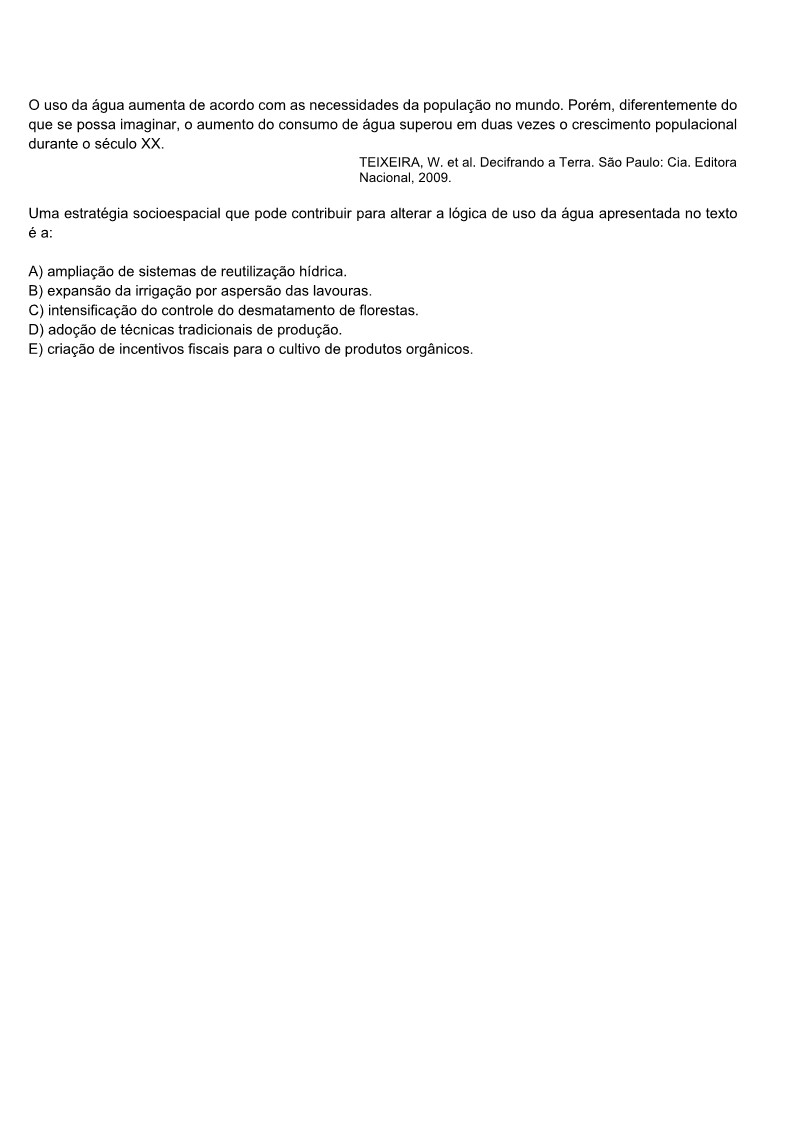 O uso da água aumenta de acordo com as necessidades da população no mundo. Porém, diferentemente do
que se possa imaginar, o aumento do consumo de água superou em duas vezes o crescimento populacional
durante o século XX.
TEIXEIRA, W. et al. Decifrando a Terra. São Paulo: Cia. Editora
Nacional, 2009.
Uma estratégia socioespacial que pode contribuir para alterar a lógica de uso da água apresentada no texto
é a:
A) ampliação de sistemas de reutilização hídrica.
B) expansão da irrigação por aspersão das lavouras.
C) intensificação do controle do desmatamento de florestas.
D) adoção de técnicas tradicionais de produção.
E) criação de incentivos fiscais para o cultivo de produtos orgânicos.